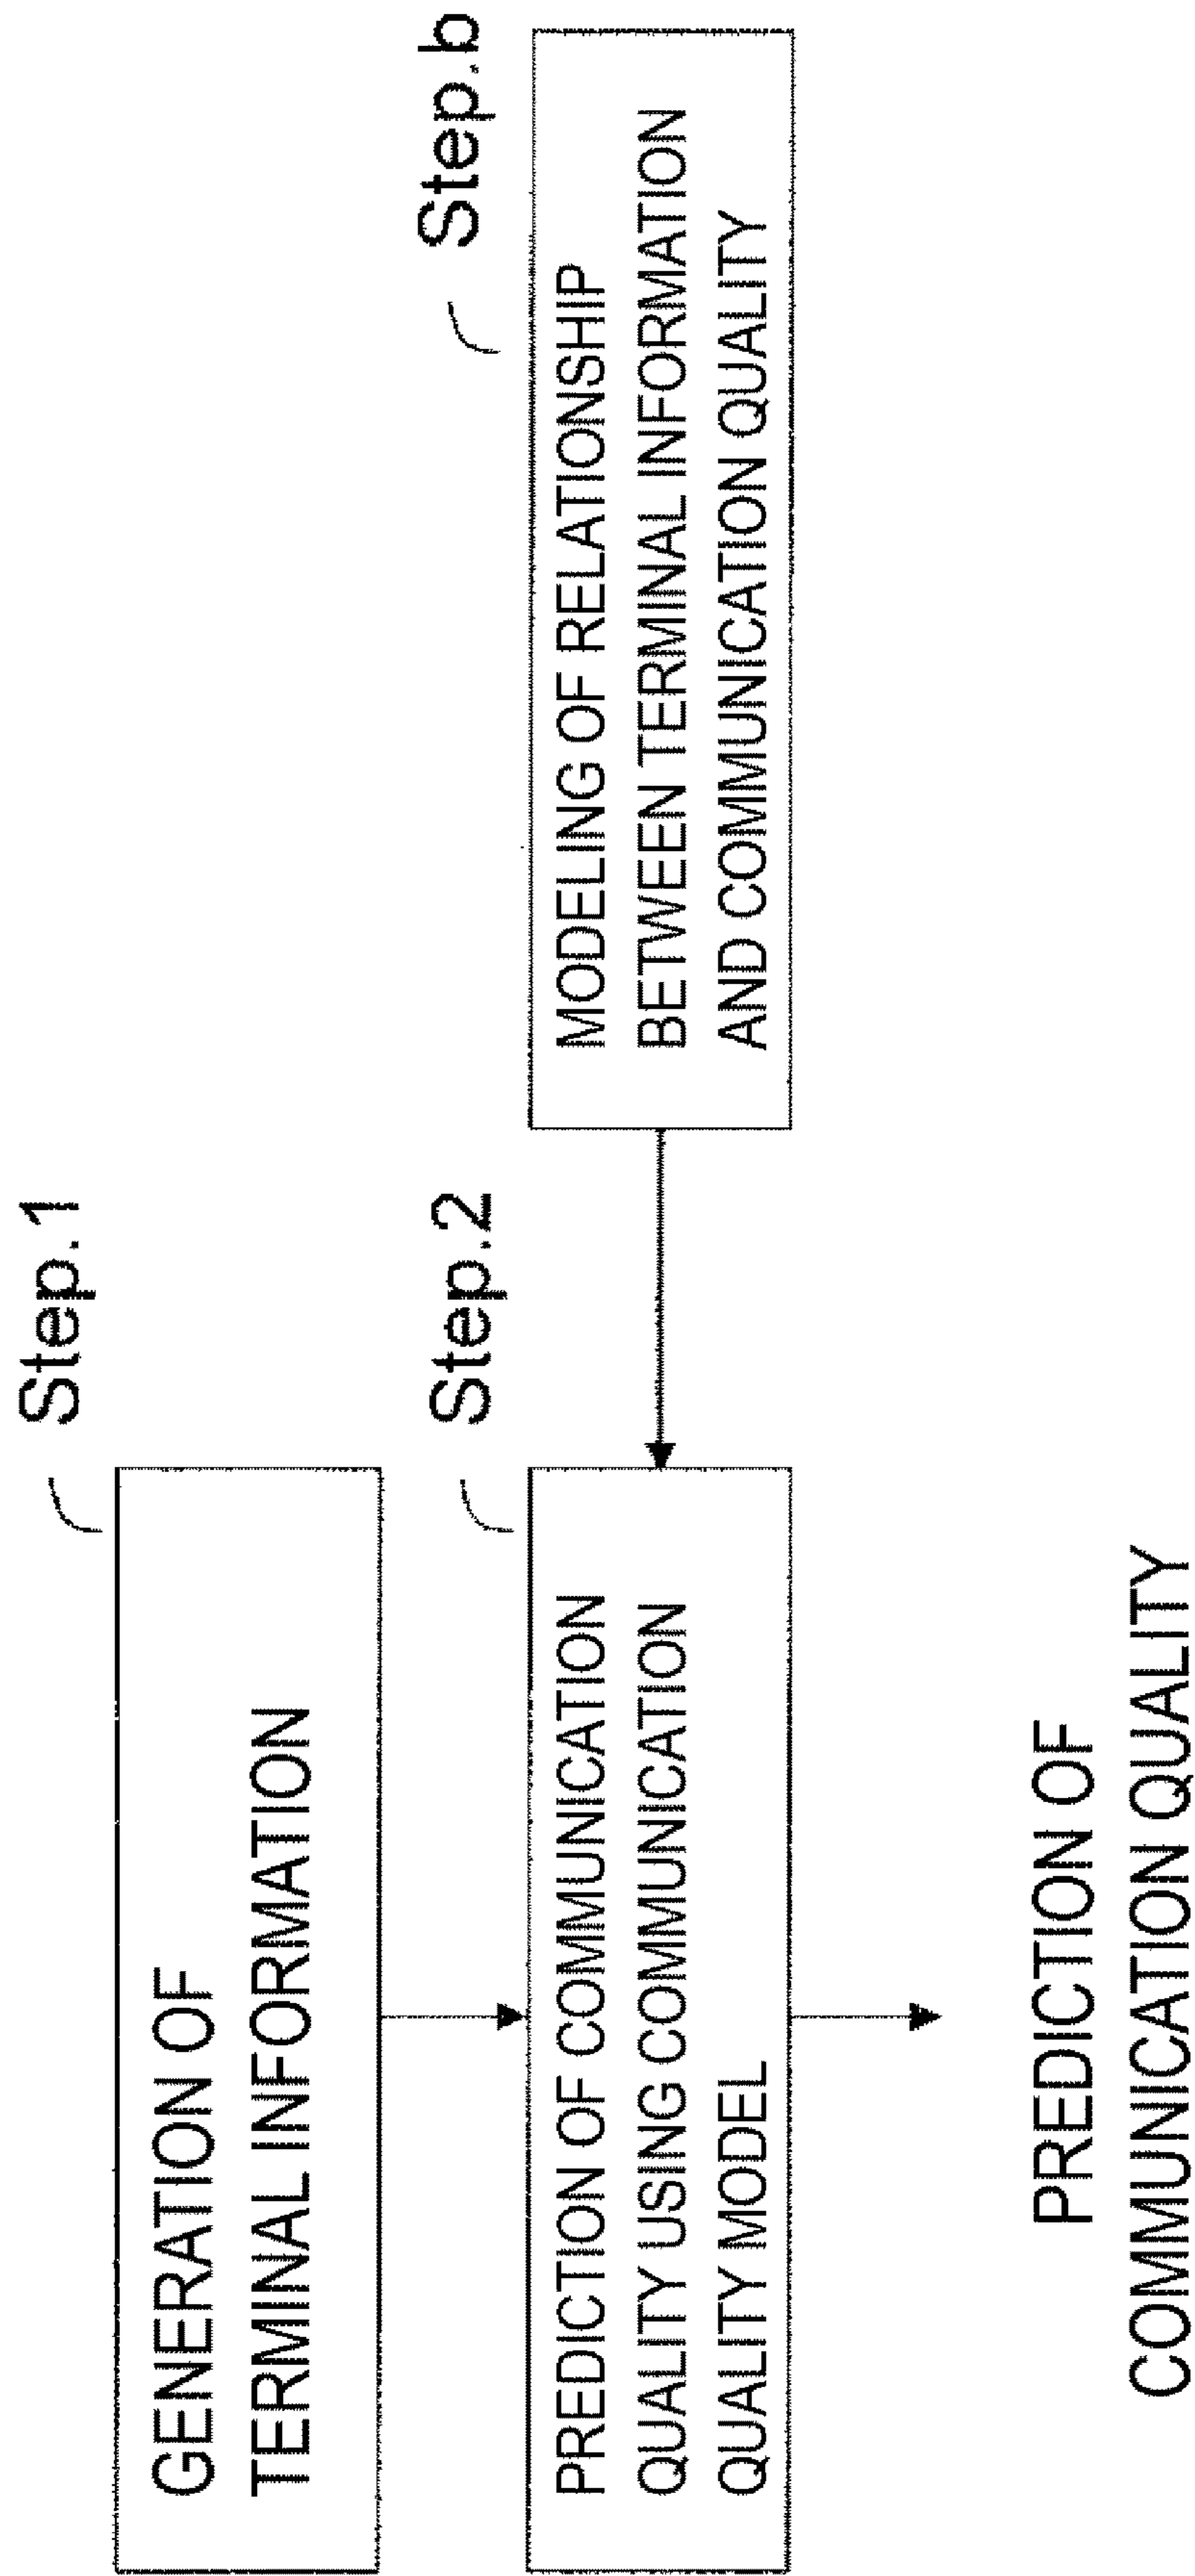 Step.1
GENERATION OF
TERMINAL INFORMATION
Step.2
PREDICTION OF COMMUNICATION
QUALITY USING COMMUNICATION
QUALITY MODEL
Step.b
MODELING OF RELATIONSHIP
BETWEEN TERMINAL INFORMATION
AND COMMUNICATION QUALITY
PREDICTION OF
COMMUNICATION QUALITY